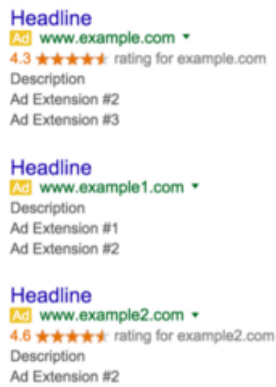 Headline
Ad www.example.com
4.3 rating for example.com
Description
Ad Extension #2
Ad Extension #3
Headline
Ad www.example1.com
Description
Ad Extension #1
Ad Extension #2
Headline
Ad www.example2.com
4.6 rating for example2.com
Description
Ad Extension #2